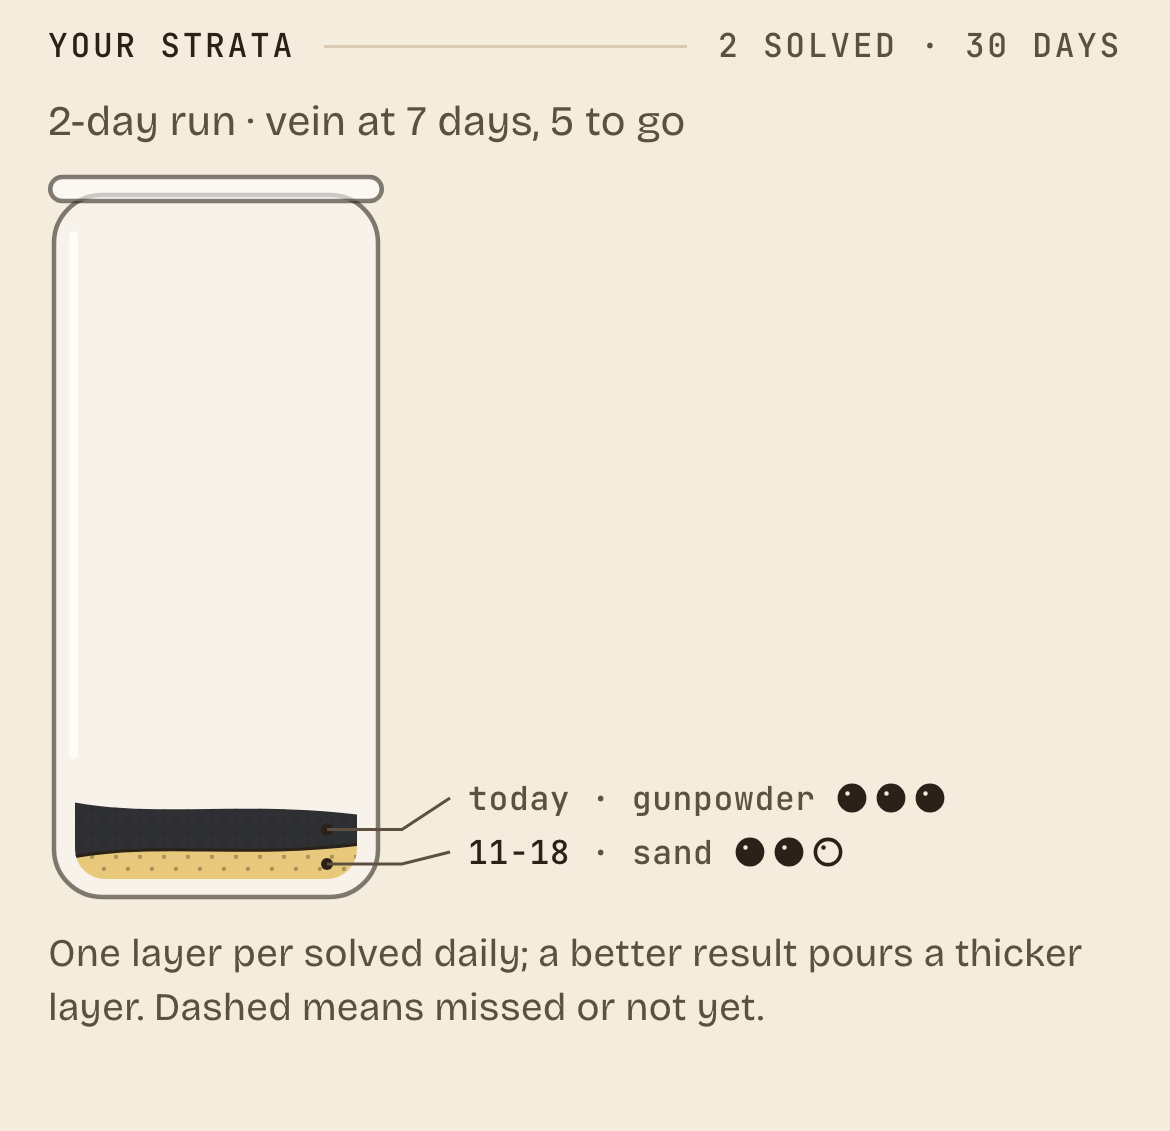 YOUR STRATA
2 SOLVED · 30 DAYS
2-day run · vein at 7 days, 5 to go
today · gunpowder
11-18 · sand
One layer per solved daily; a better result pours a thicker
layer. Dashed means missed or not yet.